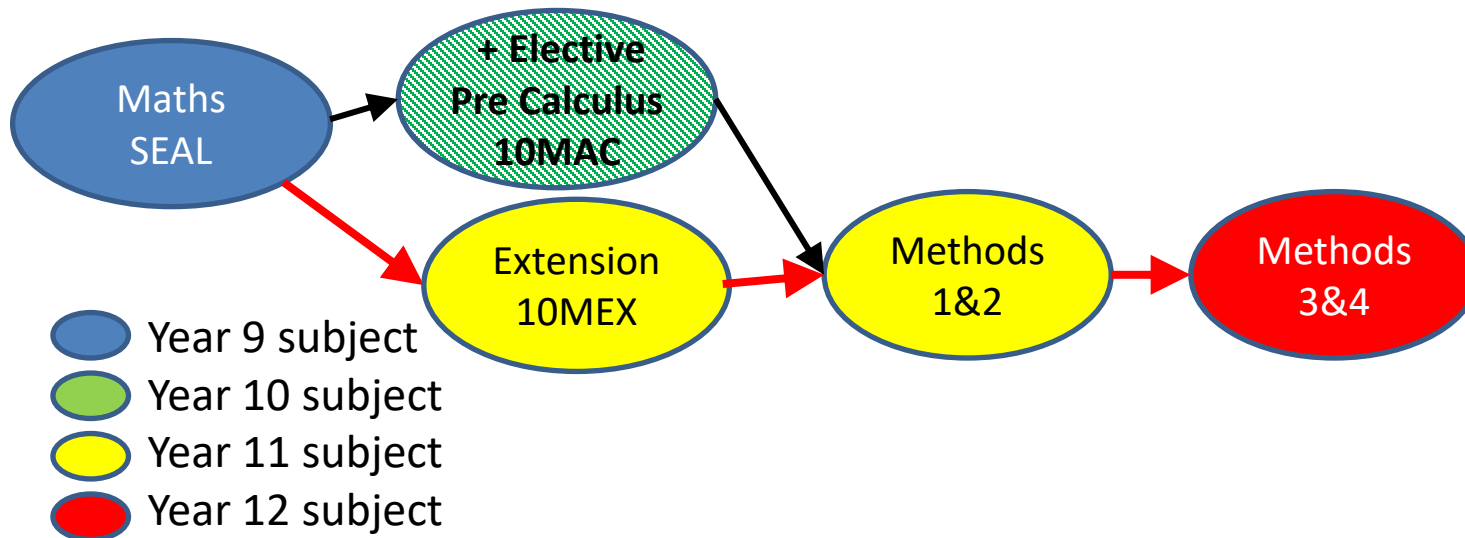 Maths
SEAL
+ Elective
Pre Calculus
10MAC
Extension
10MEX
Methods
1&2
Methods
3&4
Year 9 subject
Year 10 subject
Year 11 subject
Year 12 subject